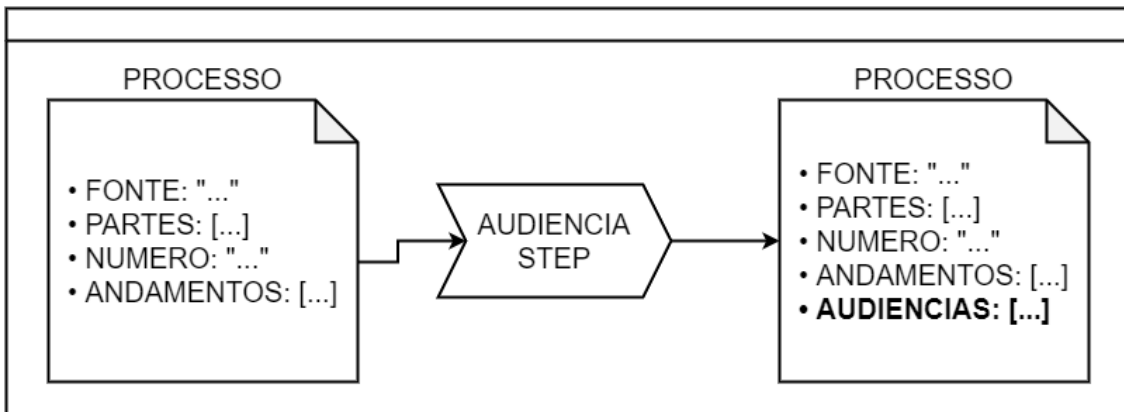 PROCESSO
• FONTE: "..."
• PARTES: [...]
• NUMERO: "..."
• ANDAMENTOS: [...]
AUDIENCIA
STEP
PROCESSO
• FONTE: "..."
• PARTES: [...]
• NUMERO: "..."
• ANDAMENTOS: [...]
• AUDIENCIAS: [...]